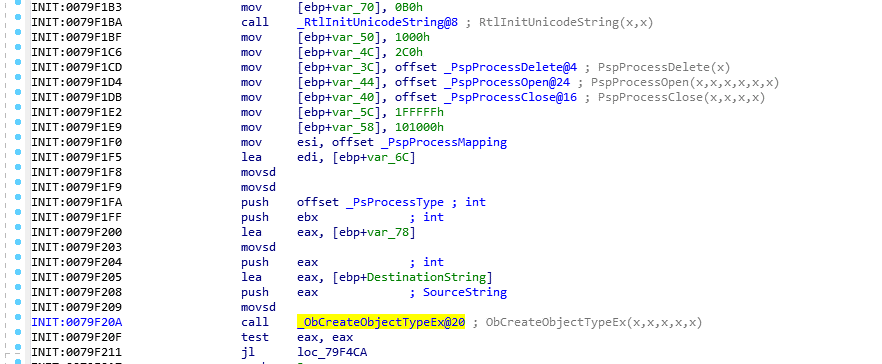 INIT:0079F1B3 mov [ebp+var_70], 0B0h
INIT:0079F1BA call _RtlInitUnicodeString@8 ; RtlInitUnicodeString(x,x)
INIT:0079F1BF mov [ebp+var_50], 1000h
INIT:0079F1C6 mov [ebp+var_4C], 2C0h
INIT:0079F1CD mov [ebp+var_3C], offset _PspProcessDelete@4 ; PspProcessDelete(x)
INIT:0079F1D4 mov [ebp+var_44], offset _PspProcessOpen@24 ; PspProcessOpen(x,x,x,x,x,x)
INIT:0079F1DB mov [ebp+var_40], offset _PspProcessClose@16 ; PspProcessClose(x,x,x,x)
INIT:0079F1E2 mov [ebp+var_5C], 1FFFFFh
INIT:0079F1E9 mov [ebp+var_58], 101000h
INIT:0079F1F0 mov esi, offset _PspProcessMapping
INIT:0079F1F5 lea edi, [ebp+var_6C]
INIT:0079F1F8 movsd
INIT:0079F1F9 movsd
INIT:0079F1FA push offset _PsProcessType ; int
INIT:0079F1FF push ebx ; int
INIT:0079F200 lea eax, [ebp+var_78]
INIT:0079F203 movsd
INIT:0079F204 push eax ; int
INIT:0079F205 lea eax, [ebp+DestinationString]
INIT:0079F208 push eax ; SourceString
INIT:0079F209 movsd
INIT:0079F20A call _ObCreateObjectTypeEx@20 ; ObCreateObjectTypeEx(x,x,x,x,x)
INIT:0079F20F test eax, eax
INIT:0079F211 jl loc_79F4CA